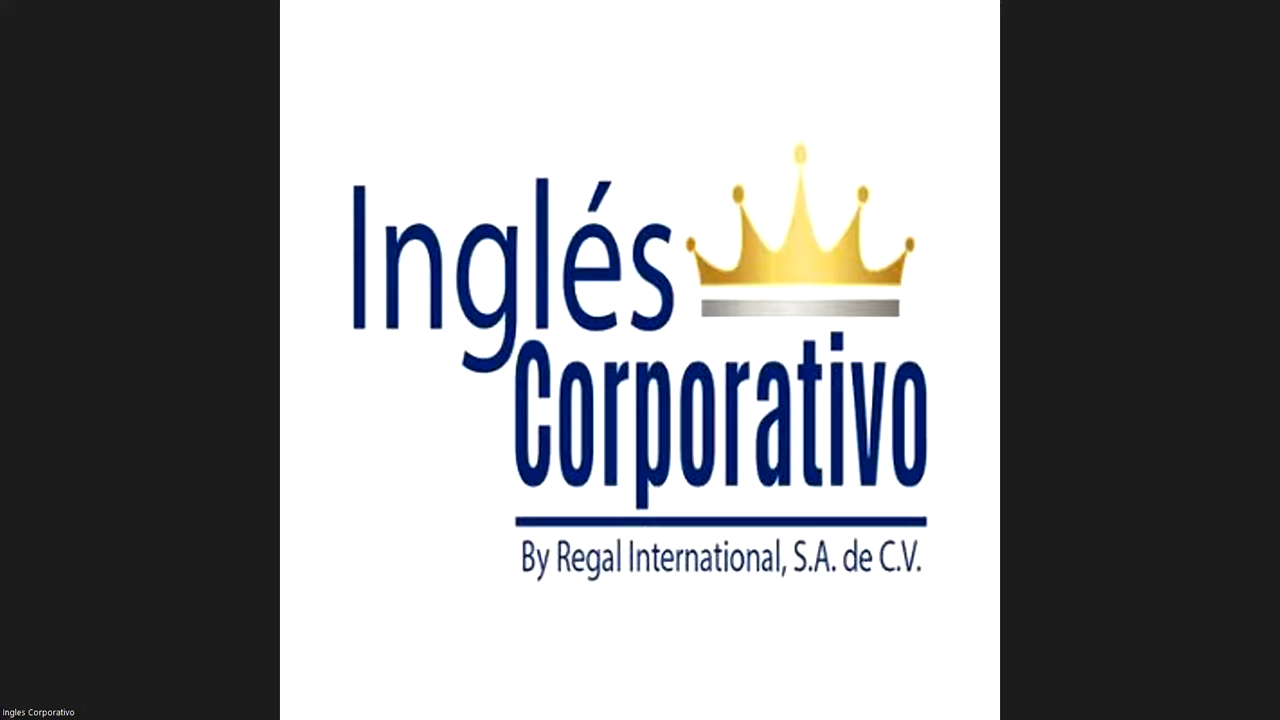 Inglés
Corporativo
By Regal International, S.A. de C.V.
Ingles Corporativo